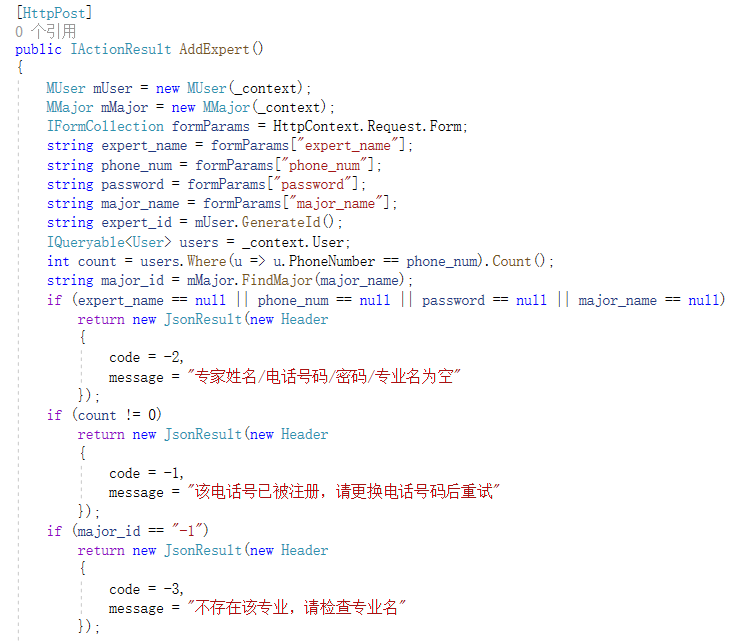 [HttpPost]
0 个引用
public IActionResult AddExpert()
{
    MUser mUser = new MUser(_context);
    MMajor mMajor = new MMajor(_context);
    IFormCollection formParams = HttpContext.Request.Form;
    string expert_name = formParams["expert_name"];
    string phone_num = formParams["phone_num"];
    string password = formParams["password"];
    string major_name = formParams["major_name"];
    string expert_id = mUser.GenerateId();
    IQueryable<User> users = _context.User;
    int count = users.Where(u => u.PhoneNumber == phone_num).Count();
    string major_id = mMajor.FindMajor(major_name);
    if (expert_name == null || phone_num == null || password == null || major_name == null)
        return new JsonResult(new Header
        {
            code = -2,
            message = "专家姓名/电话号码/密码/专业名为空"
        });
    if (count != 0)
        return new JsonResult(new Header
        {
            code = -1,
            message = "该电话号已被注册，请更换电话号码后重试"
        });
    if (major_id == "-1")
        return new JsonResult(new Header
        {
            code = -3,
            message = "不存在该专业，请检查专业名"
        });